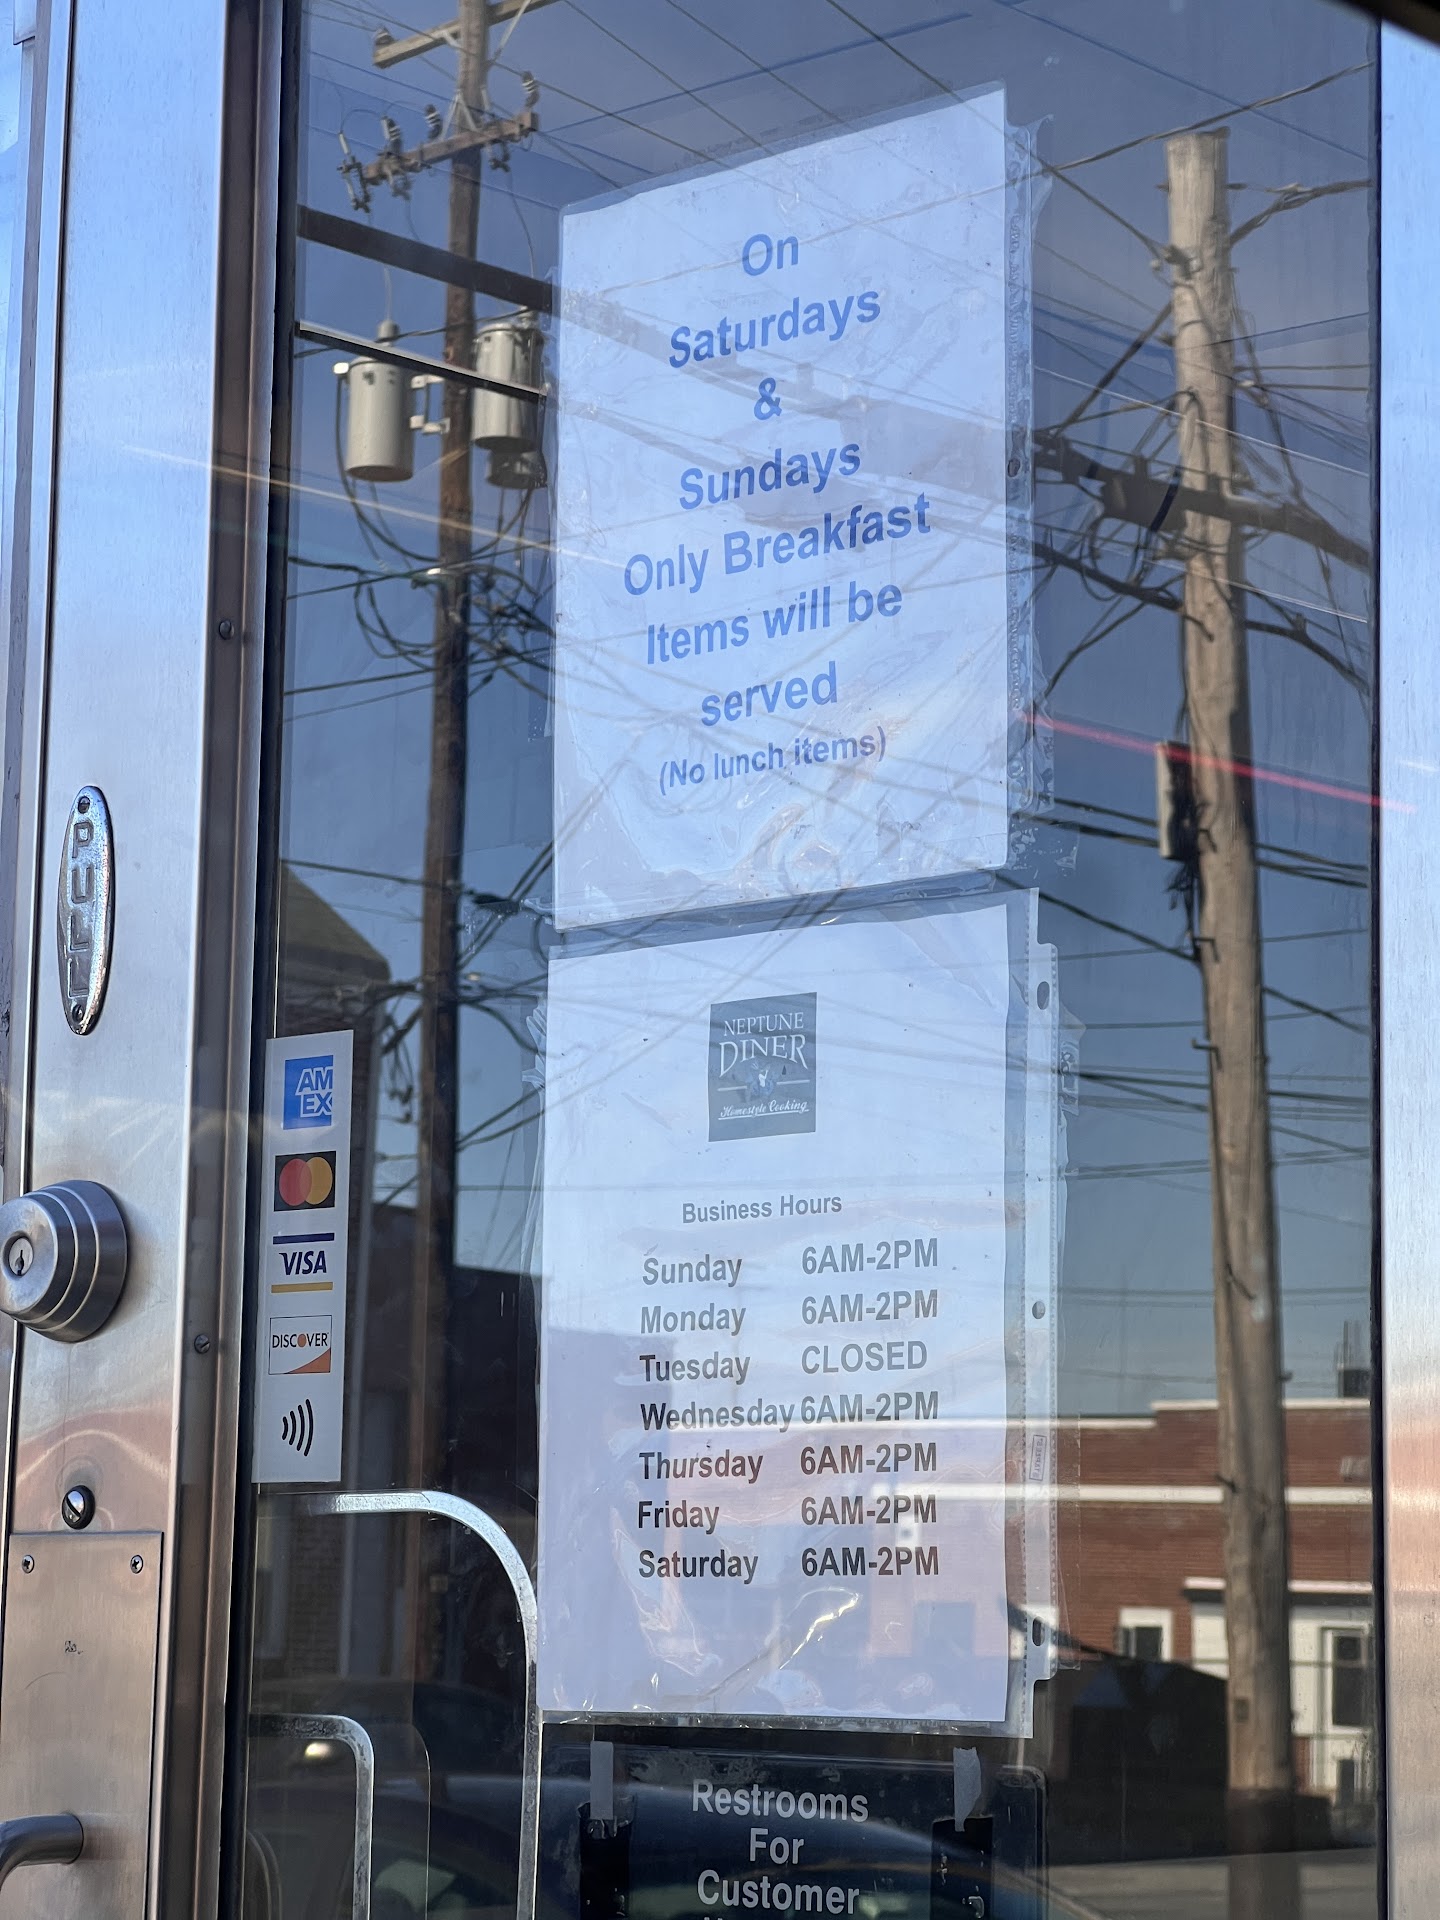 On
Saturdays
&
Sundays
Only Breakfast
Items will be
served
(No lunch items)
PULL
AM
EX
VISA
DISCOVER
NEPTUNE
DINER
Homestyle Cooking
Business Hours
Sunday 6AM-2PM
Monday 6AM-2PM
Tuesday CLOSED
Wednesday 6AM-2PM
Thursday 6AM-2PM
Friday 6AM-2PM
Saturday 6AM-2PM
Restrooms
For
Customer